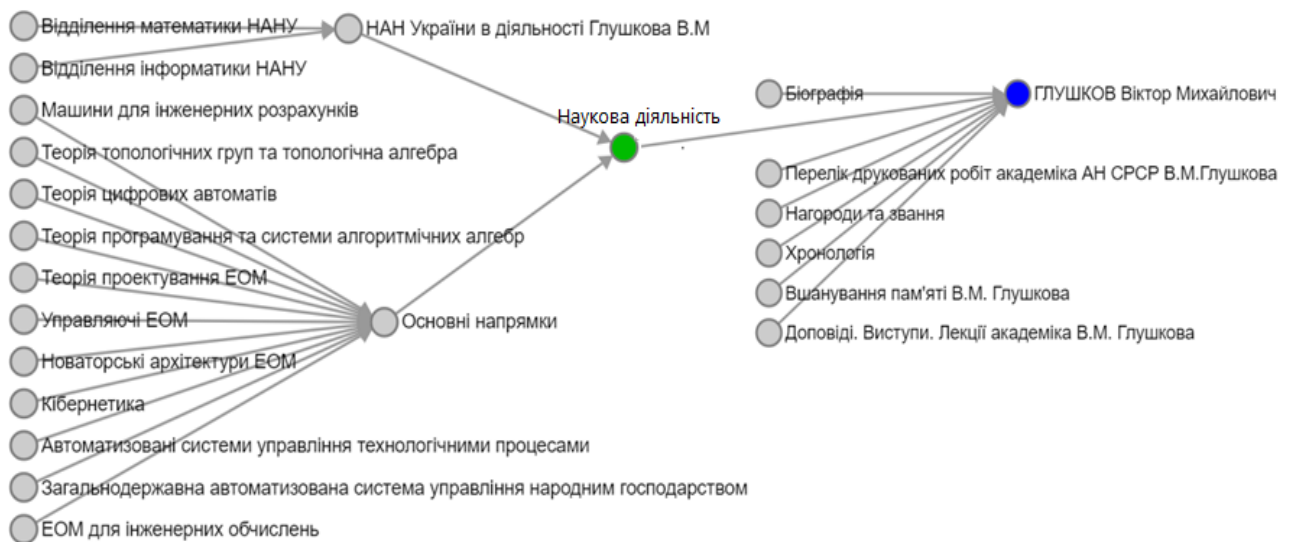 Відділення математики НАНУ
НАН України в діяльності Глушкова В.М
Відділення інформатики НАНУ
Машини для інженерних розрахунків
Теорія топологічних груп та топологічна алгебра
Теорія цифрових автоматів
Теорія програмування та системи алгоритмічних алгебр
Теорія проектування ЕОМ
Управляючі ЕОМ
Новаторські архітектури ЕОМ
Кібернетика
Автоматизовані системи управління технологічними процесами
Загальнодержавна автоматизована система управління народним господарством
ЕОМ для інженерних обчислень
Основні напрямки
Наукова діяльність
Біографія
ГЛУШКОВ Віктор Михайлович
Перелік друкованих робіт академіка АН СРСР В.М.Глушкова
Нагороди та звання
Хронологія
Вшанування пам'яті В.М. Глушкова
Доповіді. Виступи. Лекції академіка В.М. Глушкова